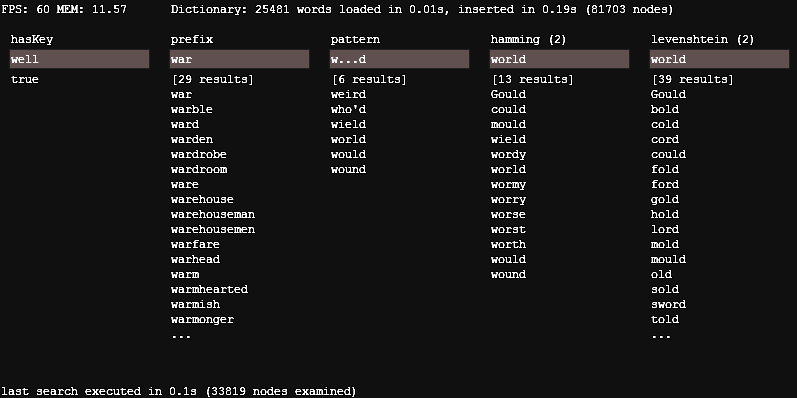 FPS: 60 MEM: 11.57 Dictionary: 25481 words loaded in 0.01s, inserted in 0.19s (81703 nodes)
hasKey prefix pattern hamming (2) levenshtein (2)
well war w...d world world
true [29 results] [6 results] [13 results] [39 results]
war weird Gould Gould
warble who'd could bold
ward wield mould cold
warden world wield cord
wardrobe would wordy could
wardroom wound world fold
ware wormy ford
warehouse worry gold
warehouseman worse hold
warehousemen worst lord
warfare worth mold
warhead would mould
warm wound old
warmhearted sold
warmish sword
warmonger told
... ...
last search executed in 0.1s (33819 nodes examined)